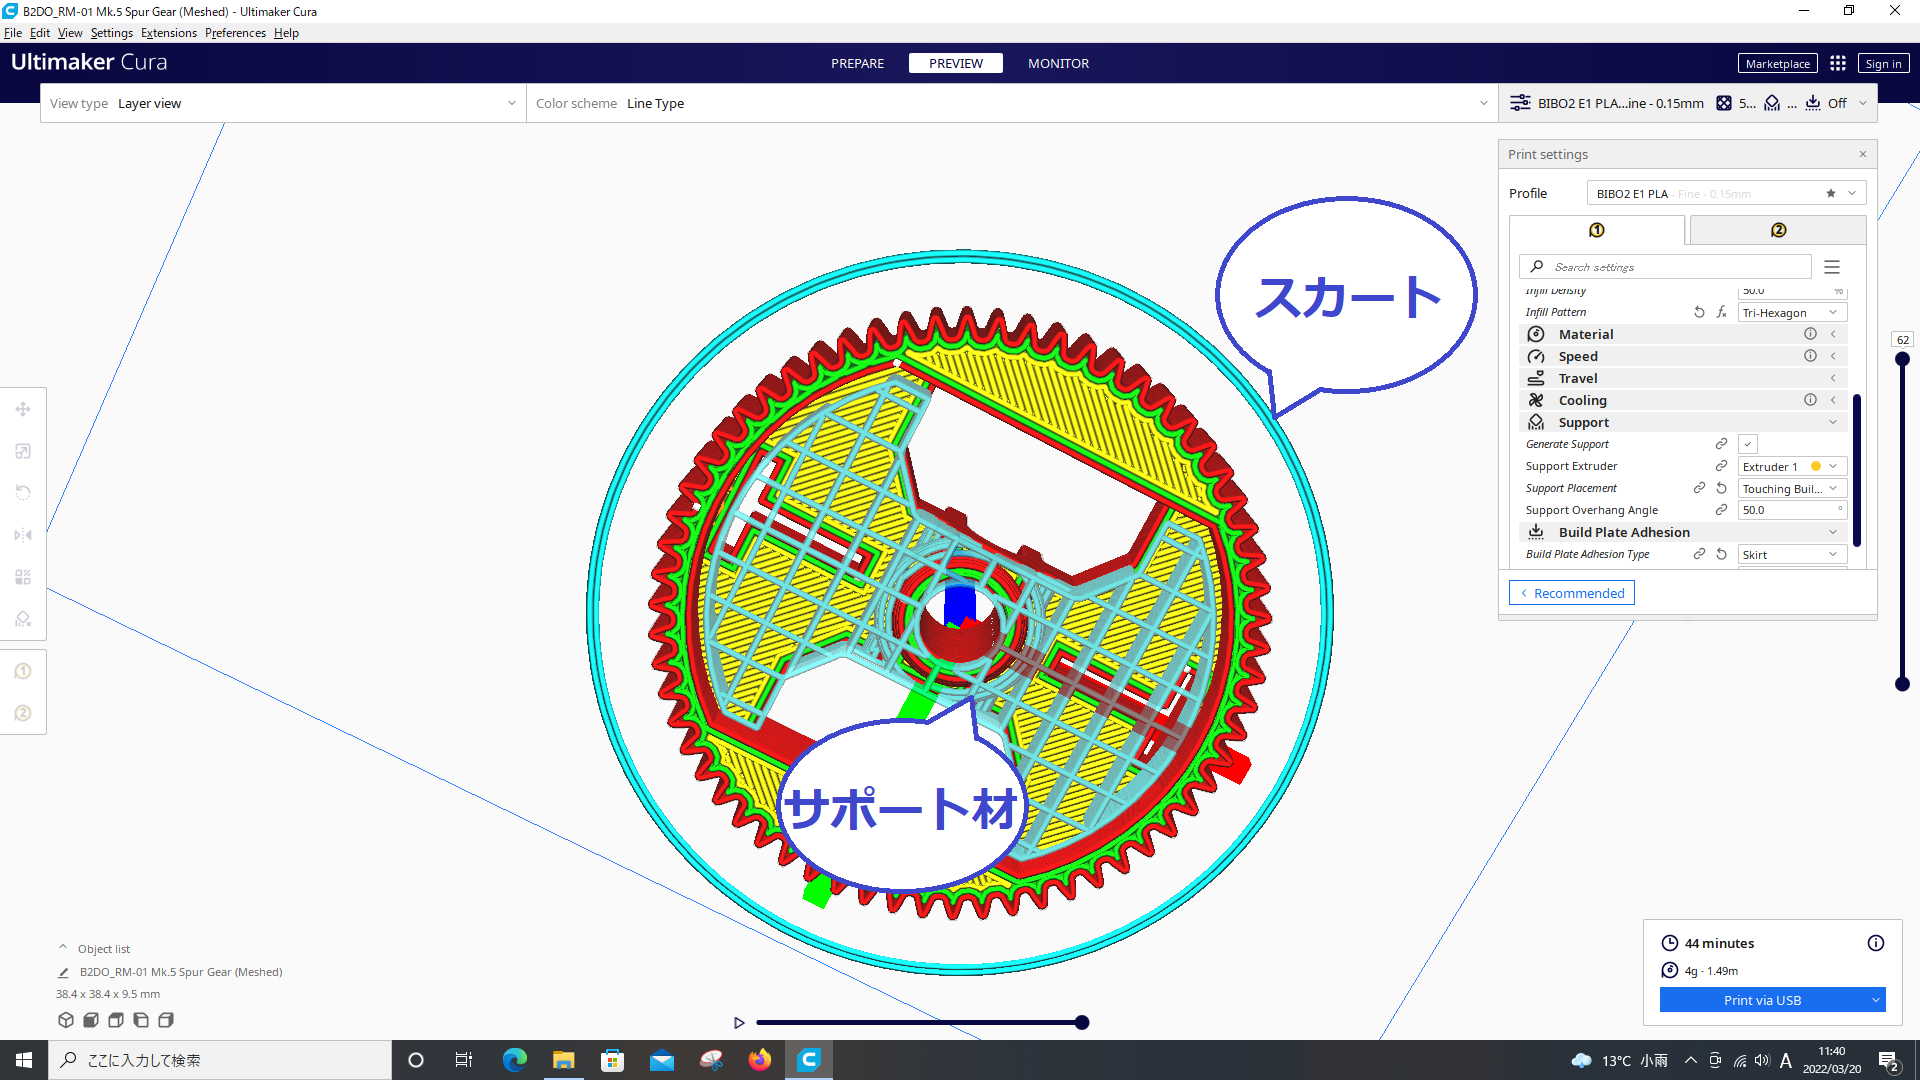 B2DO_RM-01 Mk.5 Spur Gear (Meshed) - Ultimaker Cura
File Edit View Settings Extensions Preferences Help
Ultimaker Cura
PREPARE PREVIEW MONITOR
Marketplace Sign in
View type Layer view
Color scheme Line Type
BIBO2 E1 PLA...ine - 0.15mm 5... ... Off
Print settings
Profile BIBO2 E1 PLA - Fine - 0.15mm
1 2
Search settings
Infill Density 50.0 %
Infill Pattern Tri-Hexagon
Material
Speed
Travel
Cooling
Support
Generate Support
Support Extruder Extruder 1
Support Placement Touching Buil...
Support Overhang Angle 50.0 °
Build Plate Adhesion
Build Plate Adhesion Type Skirt
Recommended
62
スカート
サポート材
1
2
Object list
B2DO_RM-01 Mk.5 Spur Gear (Meshed)
38.4 x 38.4 x 9.5 mm
44 minutes
4g · 1.49m
Print via USB
ここに入力して検索
13°C 小雨
A
11:40
2022/03/20
2